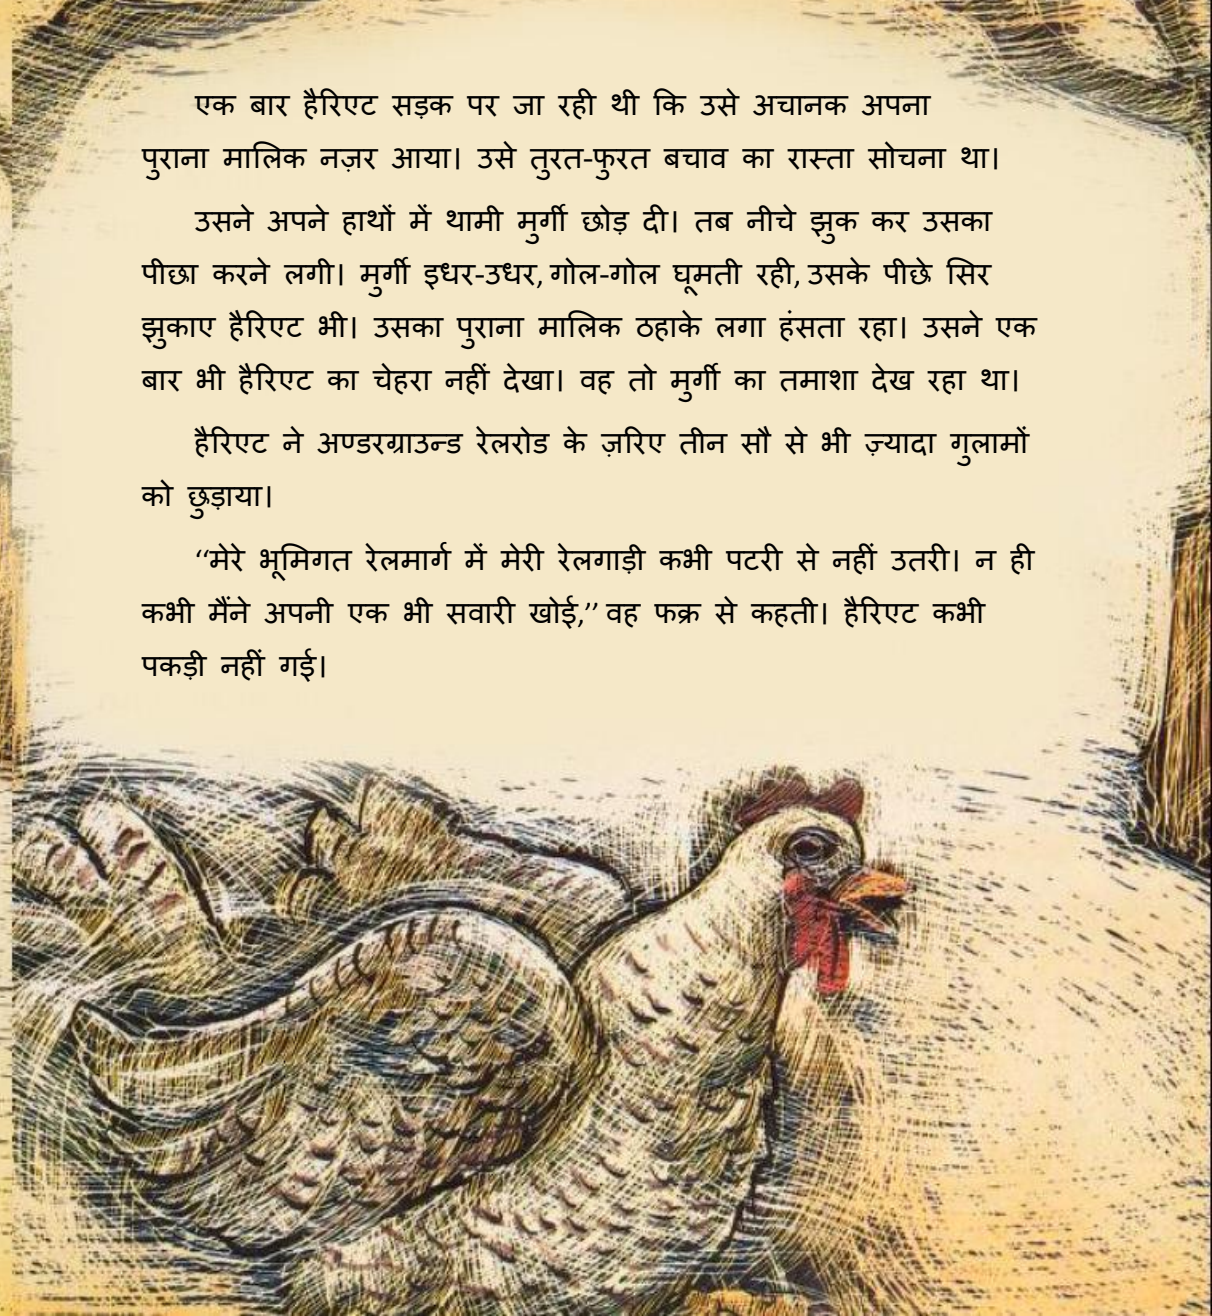 एक बार हैरिएट सड़क पर जा रही थी कि उसे अचानक अपना
पुराना मालिक नज़र आया। उसे तुरत-फुरत बचाव का रास्ता सोचना था।
उसने अपने हाथों में थामी मुर्गी छोड़ दी। तब नीचे झुक कर उसका
पीछा करने लगी। मुर्गी इधर-उधर, गोल-गोल घूमती रही, उसके पीछे सिर
झुकाए हैरिएट भी। उसका पुराना मालिक ठहाके लगा हंसता रहा। उसने एक
बार भी हैरिएट का चेहरा नहीं देखा। वह तो मुर्गी का तमाशा देख रहा था।
हैरिएट ने अण्डरग्राउन्ड रेलरोड के ज़रिए तीन सौ से भी ज़्यादा गुलामों
को छुड़ाया।
“मेरे भूमिगत रेलमार्ग में मेरी रेलगाड़ी कभी पटरी से नहीं उतरी। न ही
कभी मैंने अपनी एक भी सवारी खोई,” वह फक्र से कहती। हैरिएट कभी
पकड़ी नहीं गई।